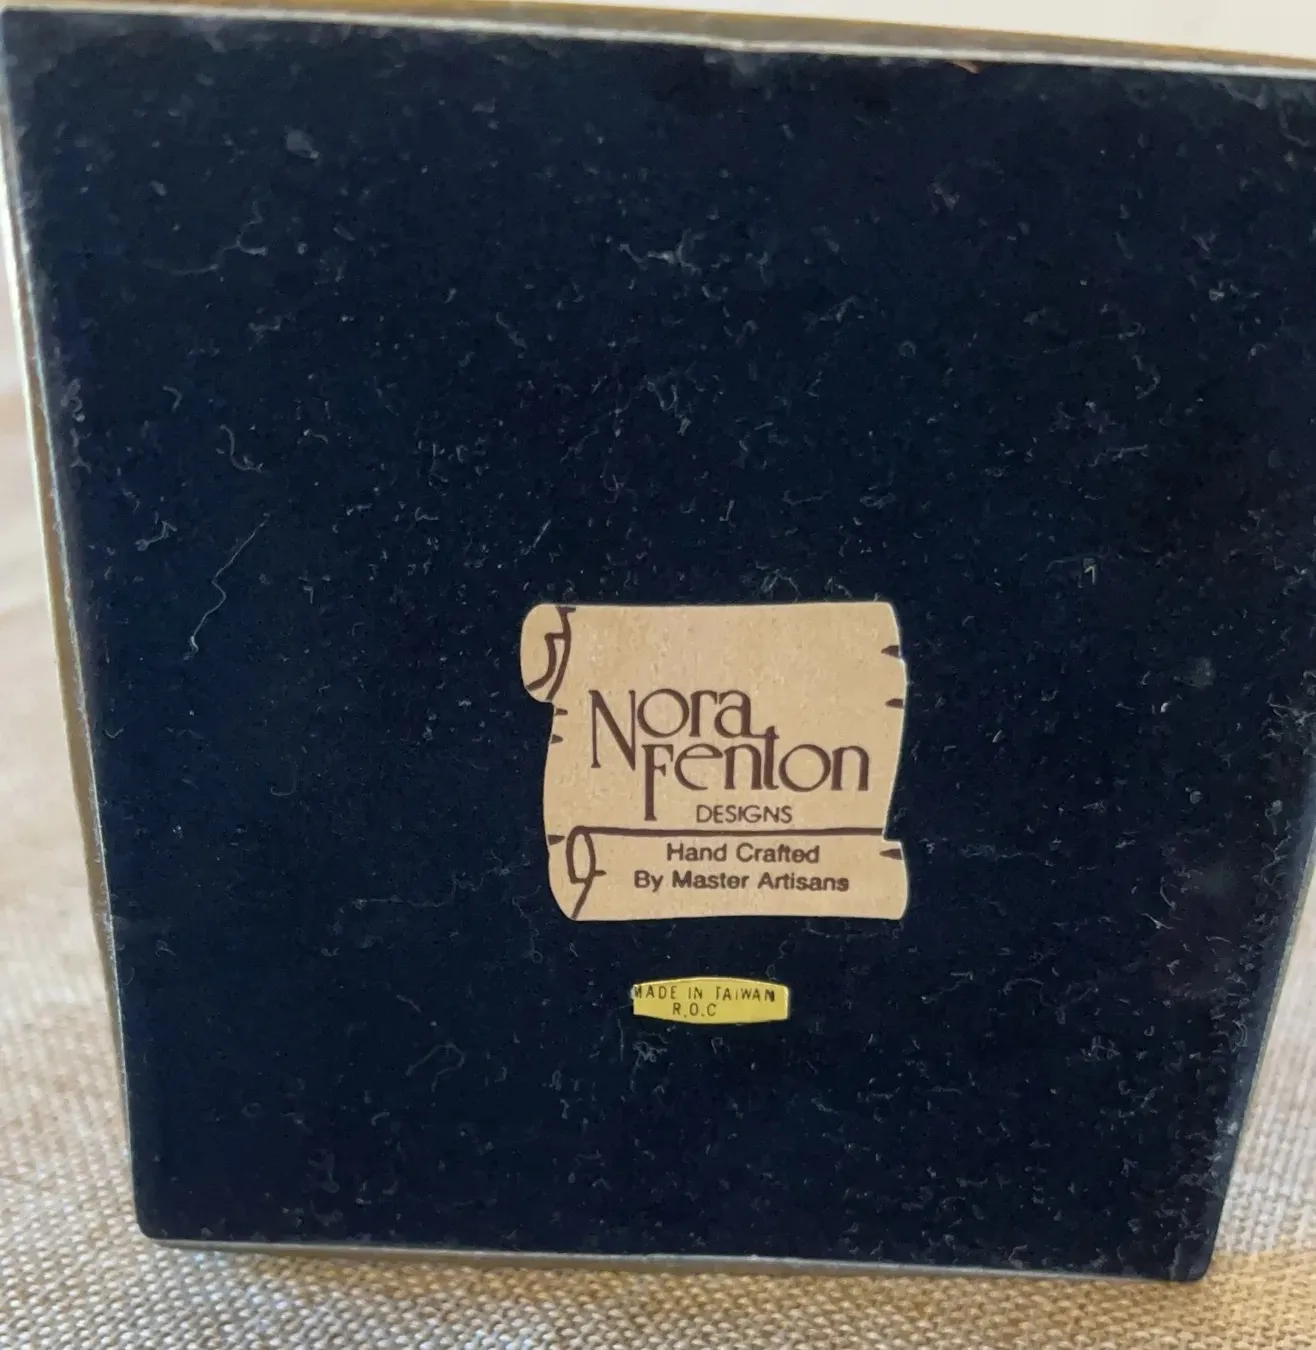 Nora
Fenton
DESIGNS
Hand Crafted
By Master Artisans
MADE IN TAIWAN
R.O.C